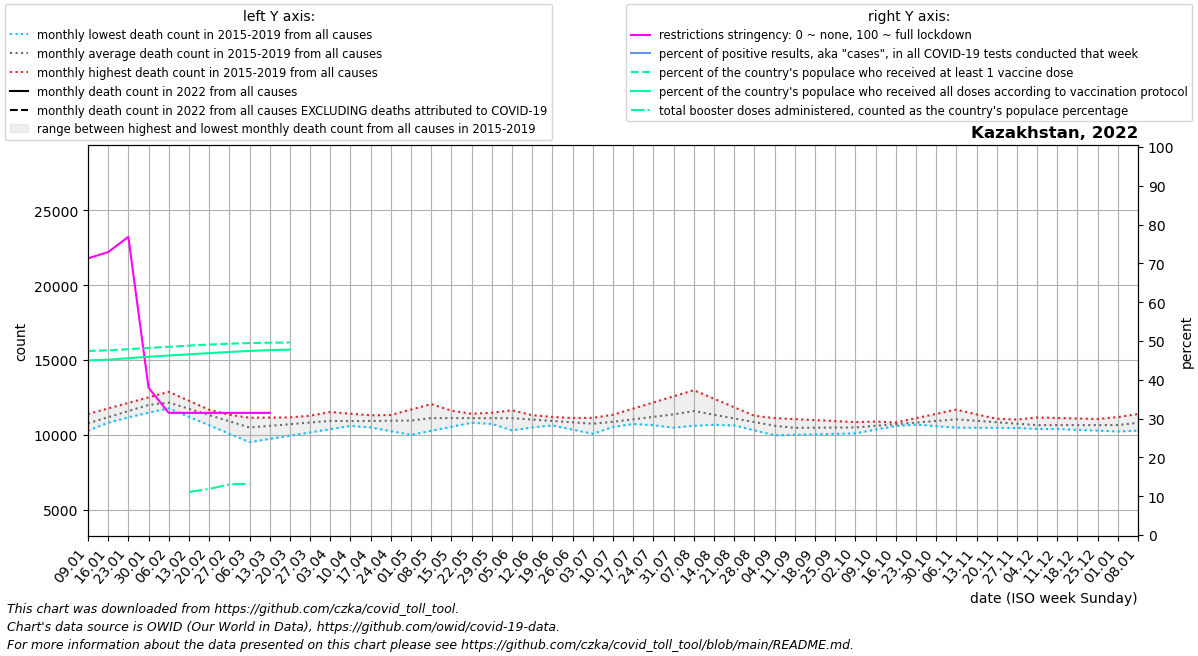 left Y axis:
monthly lowest death count in 2015-2019 from all causes
monthly average death count in 2015-2019 from all causes
monthly highest death count in 2015-2019 from all causes
monthly death count in 2022 from all causes
monthly death count in 2022 from all causes EXCLUDING deaths attributed to COVID-19
range between highest and lowest monthly death count from all causes in 2015-2019
right Y axis:
restrictions stringency: 0 ~ none, 100 ~ full lockdown
percent of positive results, aka "cases", in all COVID-19 tests conducted that week
percent of the country's populace who received at least 1 vaccine dose
percent of the country's populace who received all doses according to vaccination protocol
total booster doses administered, counted as the country's populace percentage
Kazakhstan, 2022
count
25000
20000
15000
10000
5000
100
90
80
70
60
50
40
30
20
10
0
percent
09.01 16.01 23.01 30.01 06.02 13.02 20.02 27.02 06.03 13.03 20.03 27.03 03.04 10.04 17.04 24.04 01.05 08.05 15.05 22.05 29.05 05.06 12.06 19.06 26.06 03.07 10.07 17.07 24.07 31.07 07.08 14.08 21.08 28.08 04.09 11.09 18.09 25.09 02.10 09.10 16.10 23.10 30.10 06.11 13.11 20.11 27.11 04.12 11.12 18.12 25.12 01.01 08.01
date (ISO week Sunday)
This chart was downloaded from https://github.com/czka/covid_toll_tool.
Chart's data source is OWID (Our World in Data), https://github.com/owid/covid-19-data.
For more information about the data presented on this chart please see https://github.com/czka/covid_toll_tool/blob/main/README.md.